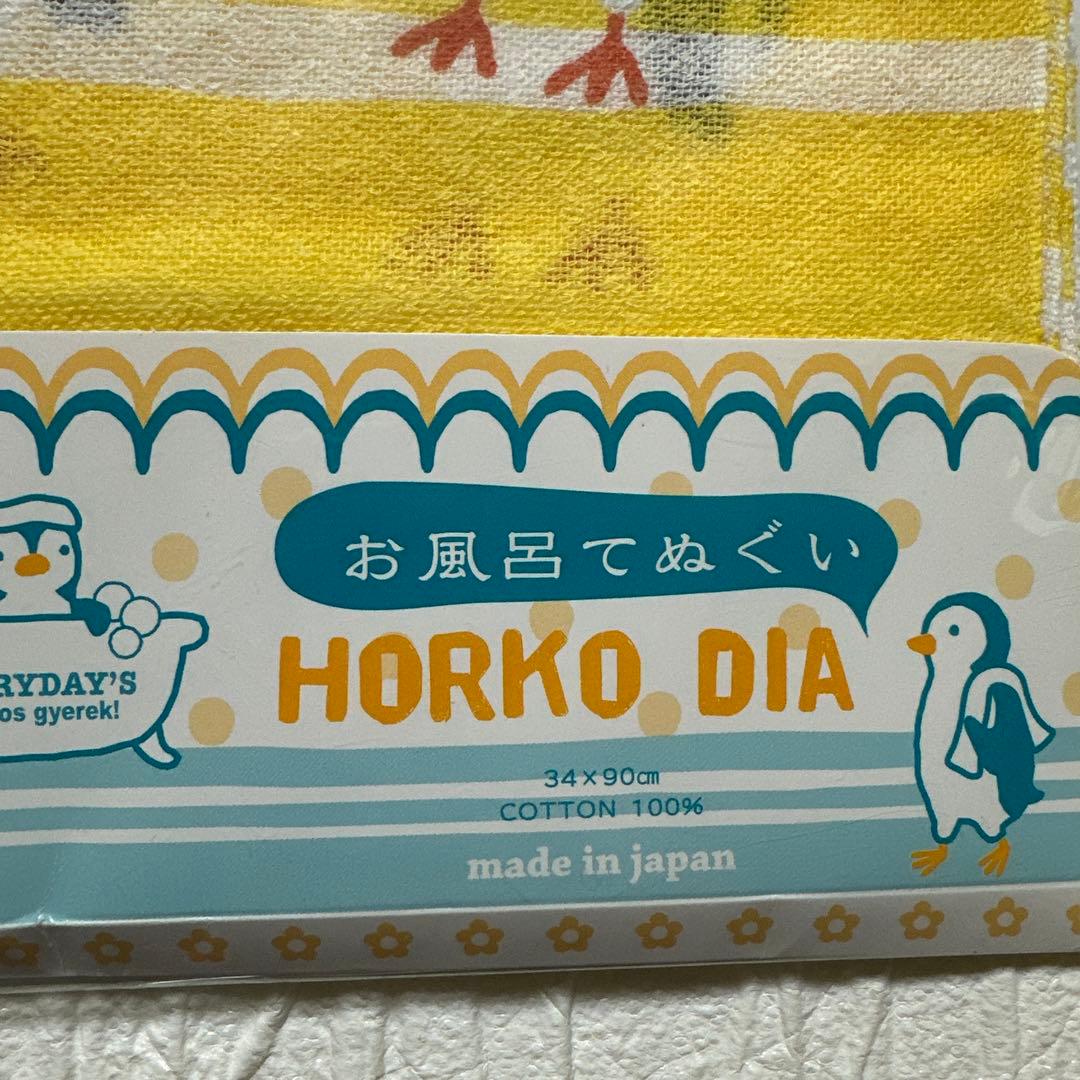 お風呂てぬぐい
HORKO DIA
RYDAY'S
os gyerek!
34×90㎝
COTTON 100%
made in japan